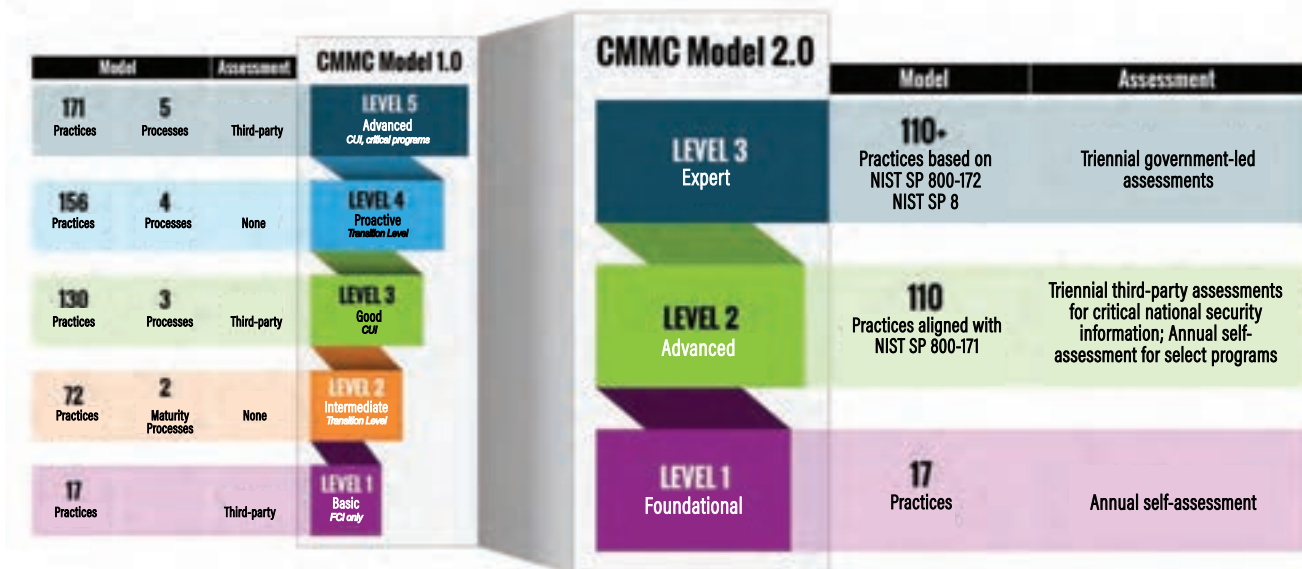 CMMC Model 1.0
Model Assessment
171 5
Practices Processes Third-party
LEVEL 5
Advanced
CUI, critical programs
156 4
Practices Processes None
LEVEL 4
Proactive
Transition Level
130 3
Practices Processes Third-party
LEVEL 3
Good
CUI
72 2
Practices Maturity None
Processes
LEVEL 2
Intermediate
Transition Level
17
Practices Third-party
LEVEL 1
Basic
FCI only
CMMC Model 2.0
Model Assessment
LEVEL 3
Expert
110+
Practices based on
NIST SP 800-172
NIST SP 8
Triennial government-led
assessments
LEVEL 2
Advanced
110
Practices aligned with
NIST SP 800-171
Triennial third-party assessments
for critical national security
information; Annual self-
assessment for select programs
LEVEL 1
Foundational
17
Practices
Annual self-assessment